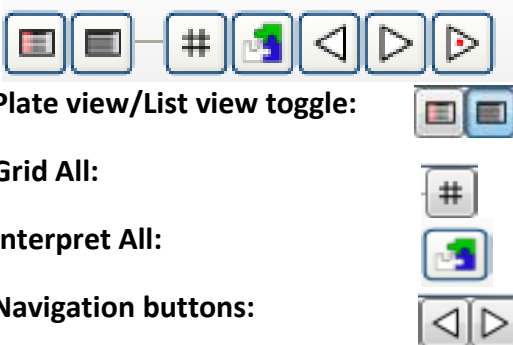 Plate view/List view toggle:
Grid All:
Interpret All:
Navigation buttons: